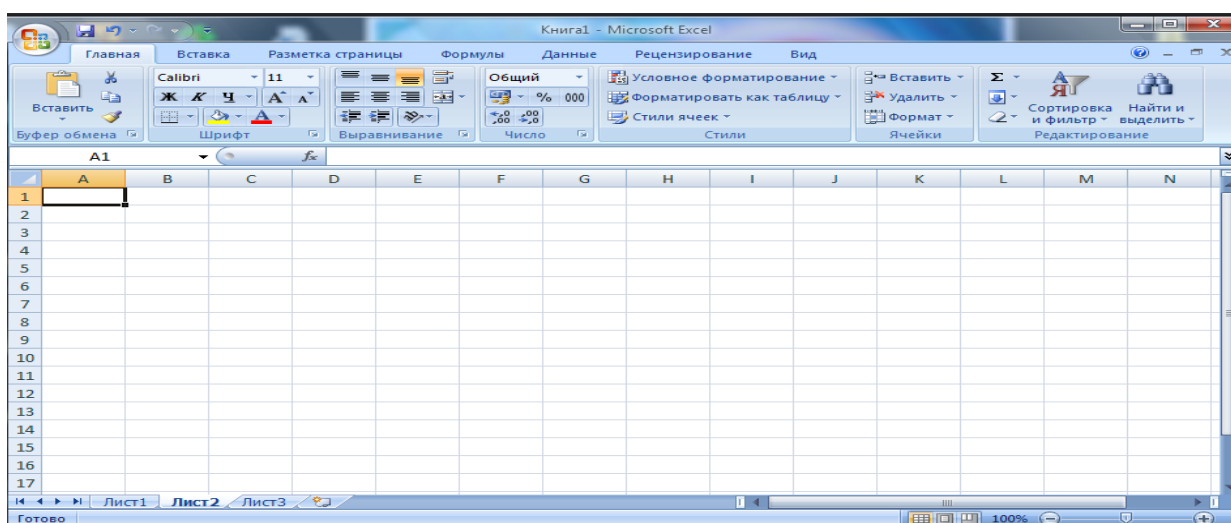 Книга1 - Microsoft Excel
Главная Вставка Разметка страницы Формулы Данные Рецензирование Вид
Calibri 11 Общий Условное форматирование Вставить Σ
Вставить Ж К Ч А А % 000 Форматировать как таблицу Удалить Сортировка и фильтр Найти и выделить
А ,00 ,00 Стили ячеек Формат
Буфер обмена Шрифт Выравнивание Число Стили Ячейки Редактирование
A1 fx
A B C D E F G H I J K L M N
1
2
3
4
5
6
7
8
9
10
11
12
13
14
15
16
17
Лист1 Лист2 Лист3
Готово 100%